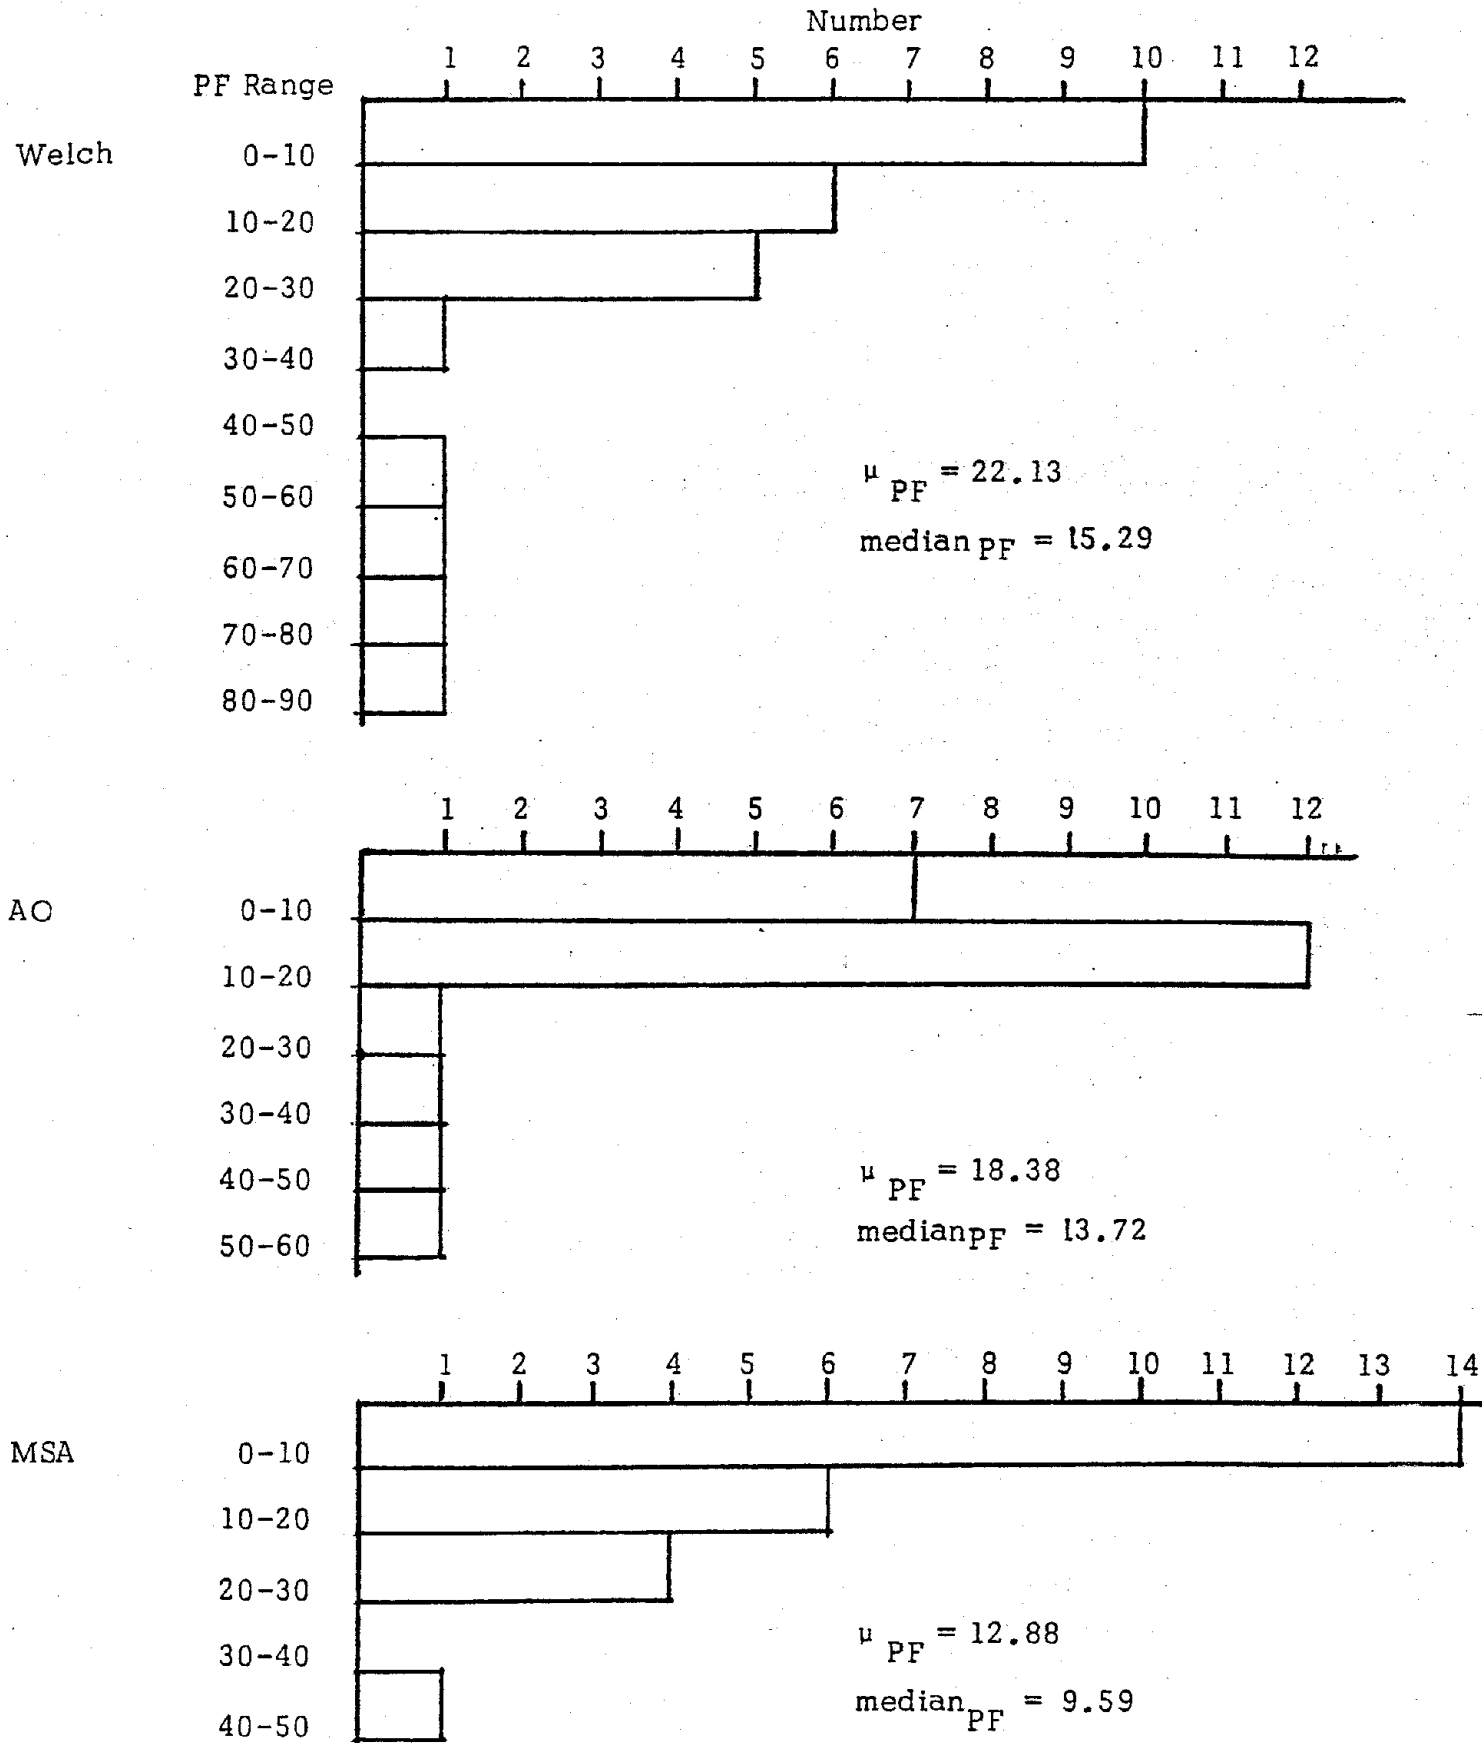 Number
1 2 3 4 5 6 7 8 9 10 11 12
PF Range
Welch 0-10
10-20
20-30
30-40
40-50
50-60
60-70
70-80
80-90
μ PF = 22.13
median PF = 15.29
1 2 3 4 5 6 7 8 9 10 11 12
AO 0-10
10-20
20-30
30-40
40-50
50-60
μ PF = 18.38
median PF = 13.72
1 2 3 4 5 6 7 8 9 10 11 12 13 14
MSA 0-10
10-20
20-30
30-40
40-50
μ PF = 12.88
median PF = 9.59